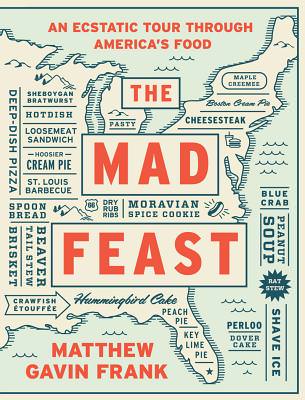 AN ECSTATIC TOUR THROUGH
AMERICA'S FOOD
THE
MAD
FEAST
SHEBOYGAN
BRATWURST
HOTDISH
LOOSEMEAT
SANDWICH
HOOSIER
CREAM PIE
ST. LOUIS
BARBECUE
DEEP-DISH PIZZA
PASTY
MAPLE
CREEMEE
Boston Cream Pie
CHEESESTEAK
SPOON
BREAD
66
DRY
RUB
RIBS
MORAVIAN
SPICE COOKIE
BRISKET
BEAVER
TAIL STEW
BLUE
CRAB
PEANUT
SOUP
RAT
STEW
SHAVE ICE
CRAWFISH
ÉTOUFFÉE
Hummingbird Cake
PEACH
PIE
KEY
LIME
PIE
PERLOO
DOVER
CAKE
MATTHEW
GAVIN FRANK